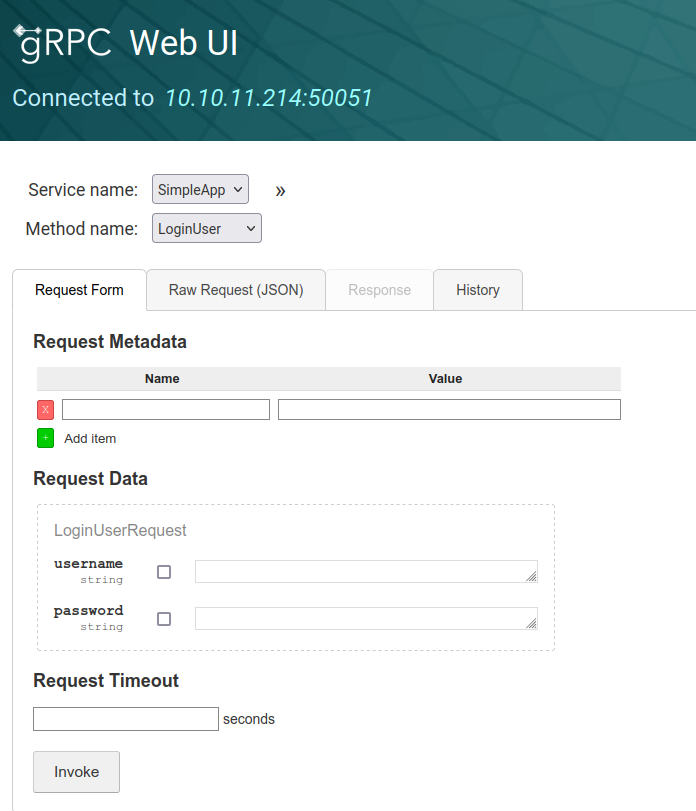 gRPC Web UI
Connected to 10.10.11.214:50051
Service name: SimpleApp »
Method name: LoginUser
Request Form Raw Request (JSON) Response History
Request Metadata
Name Value
X
+ Add item
Request Data
LoginUserRequest
username
string
password
string
Request Timeout
seconds
Invoke